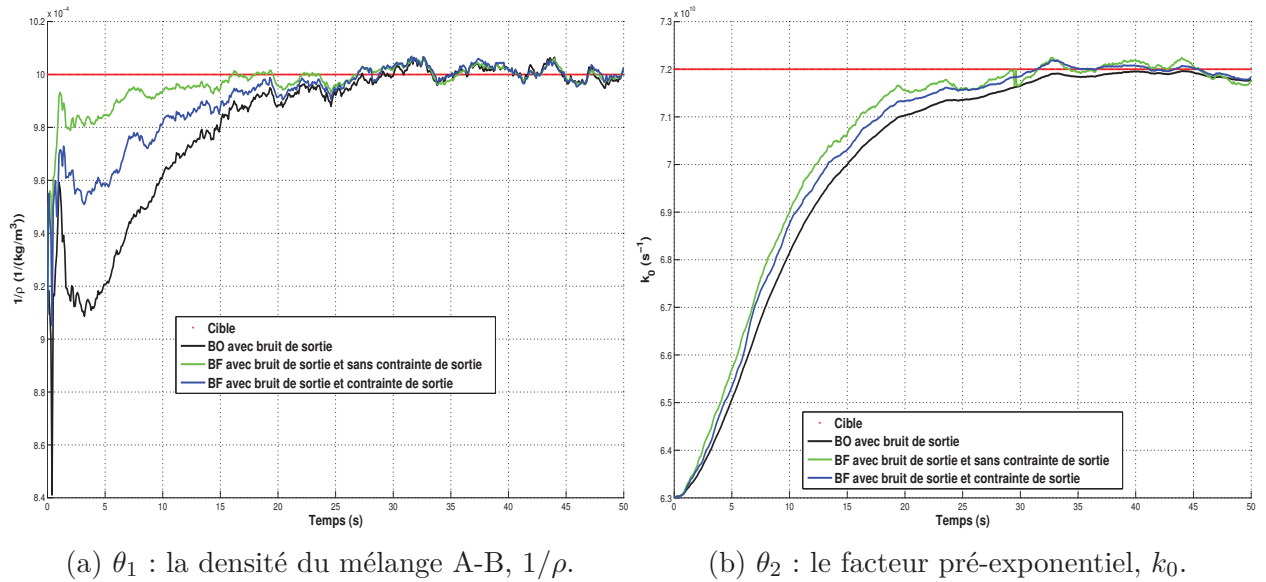 x 10⁻⁴
10.2
10
9.8
9.6
9.4
9.2
9
8.8
8.6
8.4
1/ρ (1/(kg/m³))
0 5 10 15 20 25 30 35 40 45 50
Temps (s)
Cible
BO avec bruit de sortie
BF avec bruit de sortie et sans contrainte de sortie
BF avec bruit de sortie et contrainte de sortie
(a) θ₁ : la densité du mélange A-B, 1/ρ.
x 10¹⁰
7.3
7.2
7.1
7
6.9
6.8
6.7
6.6
6.5
6.4
6.3
k₀ (s⁻¹)
0 5 10 15 20 25 30 35 40 45 50
Temps (s)
Cible
BO avec bruit de sortie
BF avec bruit de sortie et sans contrainte de sortie
BF avec bruit de sortie et contrainte de sortie
(b) θ₂ : le facteur pré-exponentiel, k₀.